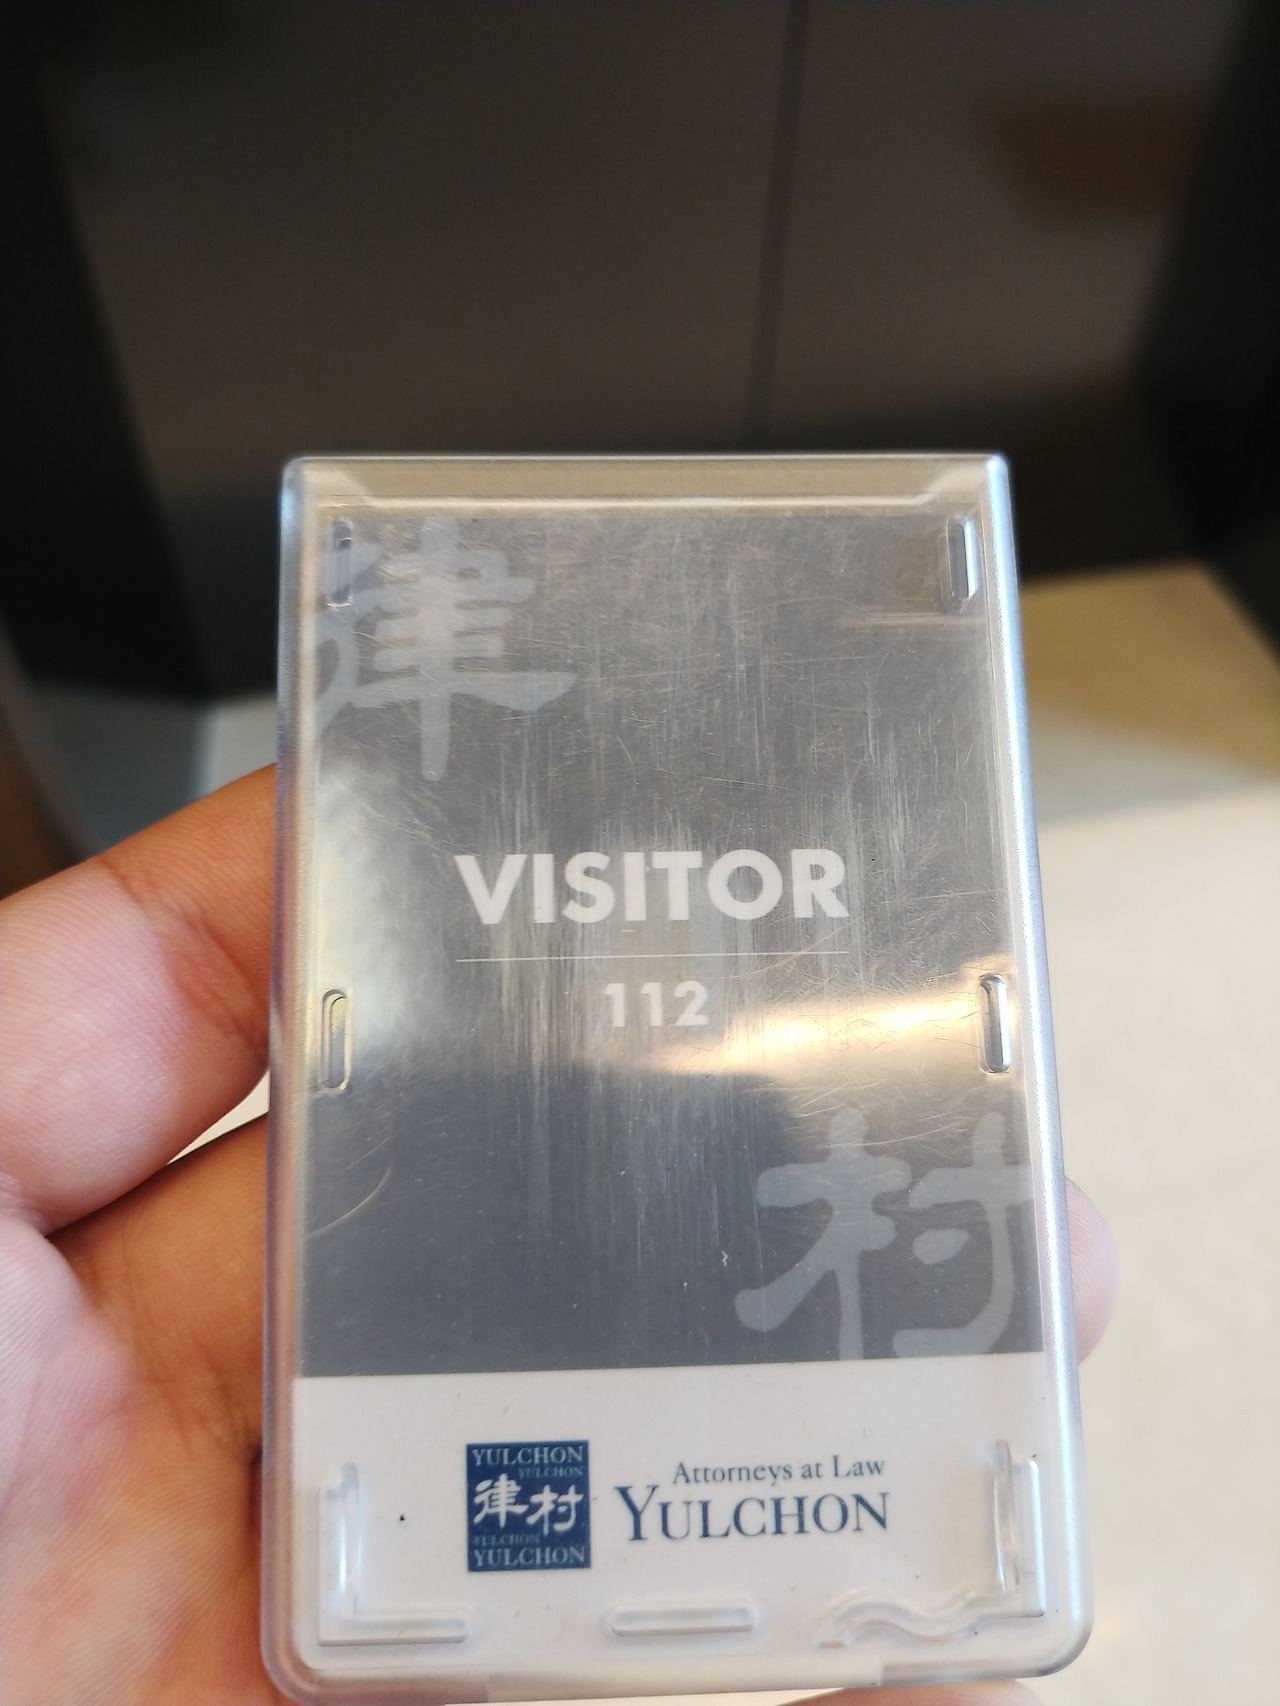 律
VISITOR
112
村
YULCHON
YULCHON
律村
YULCHON
YULCHON
Attorneys at Law
YULCHON